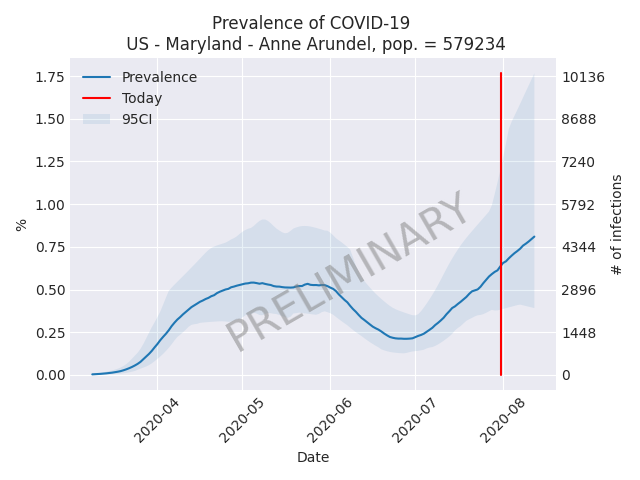 Prevalence of COVID-19
US - Maryland - Anne Arundel, pop. = 579234
Prevalence
Today
95CI
PRELIMINARY
%
1.75
1.50
1.25
1.00
0.75
0.50
0.25
0.00
10136
8688
7240
5792
4344
2896
1448
0
# of infections
2020-04
2020-05
2020-06
2020-07
2020-08
Date